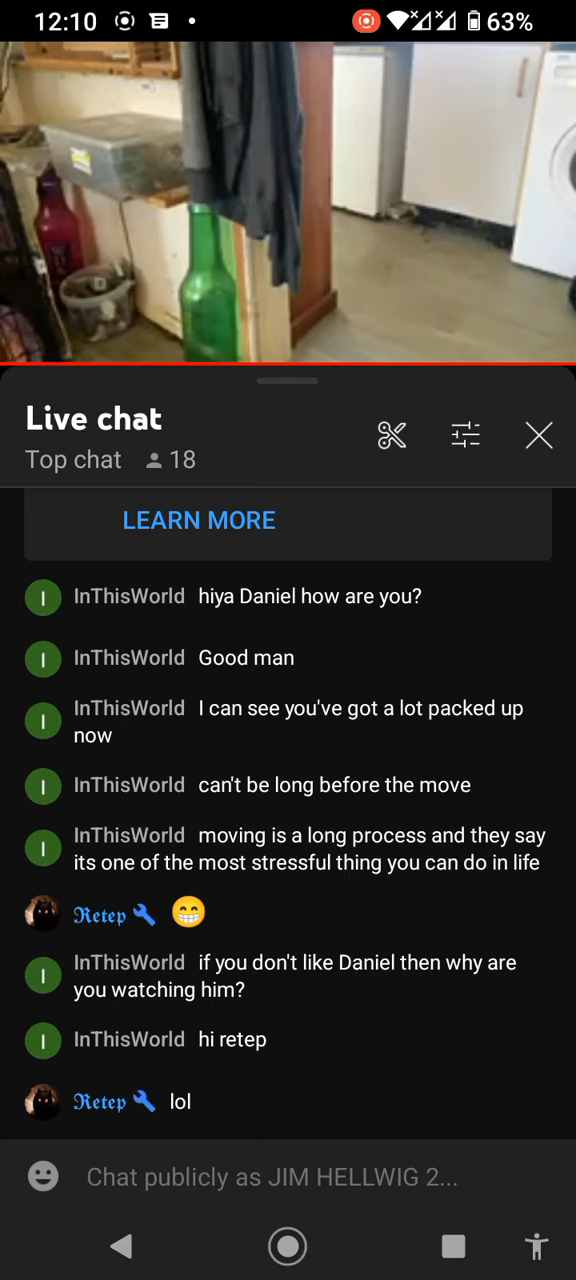 12:10 63%
Live chat
Top chat 18
LEARN MORE
I InThisWorld hiya Daniel how are you?
I InThisWorld Good man
I InThisWorld I can see you've got a lot packed up
now
I InThisWorld can't be long before the move
I InThisWorld moving is a long process and they say
its one of the most stressful thing you can do in life
𝕽𝖊𝖙𝖊𝖕 🔧 😁
I InThisWorld if you don't like Daniel then why are
you watching him?
I InThisWorld hi retep
𝕽𝖊𝖙𝖊𝖕 🔧 lol
Chat publicly as JIM HELLWIG 2...